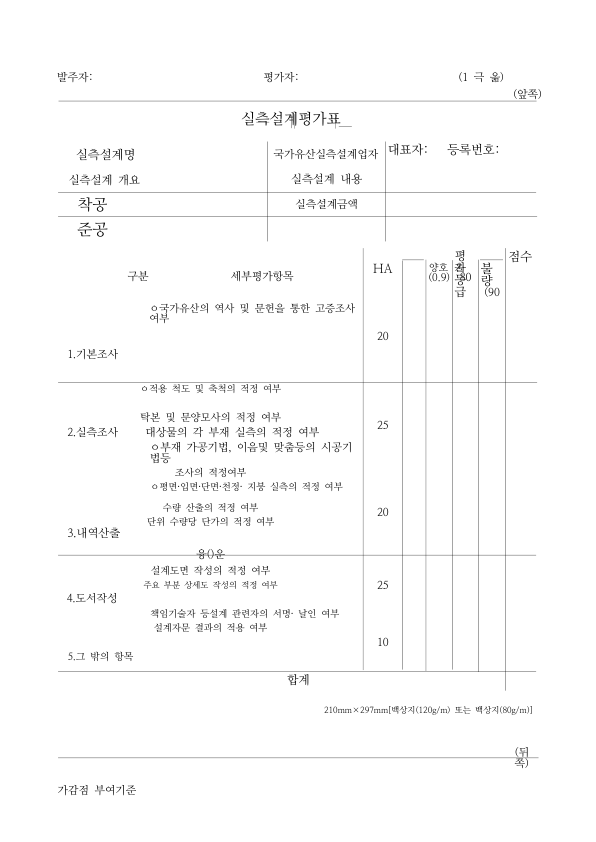 발주자: 평가자: (1 극 옮)
(앞쪽)
실측설계평가표
실측설계명 국가유산실측설계업자 대표자: 등록번호:
실측설계 개요 실측설계 내용
착공 실측설계금액
준공
구분 세부평가항목 HA 양호 불량 점수
(0.9) (90
ㅇ국가유산의 역사 및 문헌을 통한 고증조사
여부
20
1.기본조사
ㅇ적용 척도 및 축척의 적정 여부
탁본 및 문양모사의 적정 여부
2.실측조사 대상물의 각 부재 실측의 적정 여부 25
ㅇ부재 가공기법, 이음및 맞춤등의 시공기
법등
조사의 적정여부
ㅇ평면·입면·단면·천정· 지붕 실측의 적정 여부
수량 산출의 적정 여부 20
단위 수량당 단가의 적정 여부
3.내역산출
융()운
설계도면 작성의 적정 여부
주요 부분 상세도 작성의 적정 여부 25
4.도서작성
책임기술자 등설계 관련자의 서명· 날인 여부
설계자문 결과의 적용 여부
10
5.그 밖의 항목
합계
210mm×297mm[백상지(120g/m) 또는 백상지(80g/m)]
(뒤
쪽)
가감점 부여기준